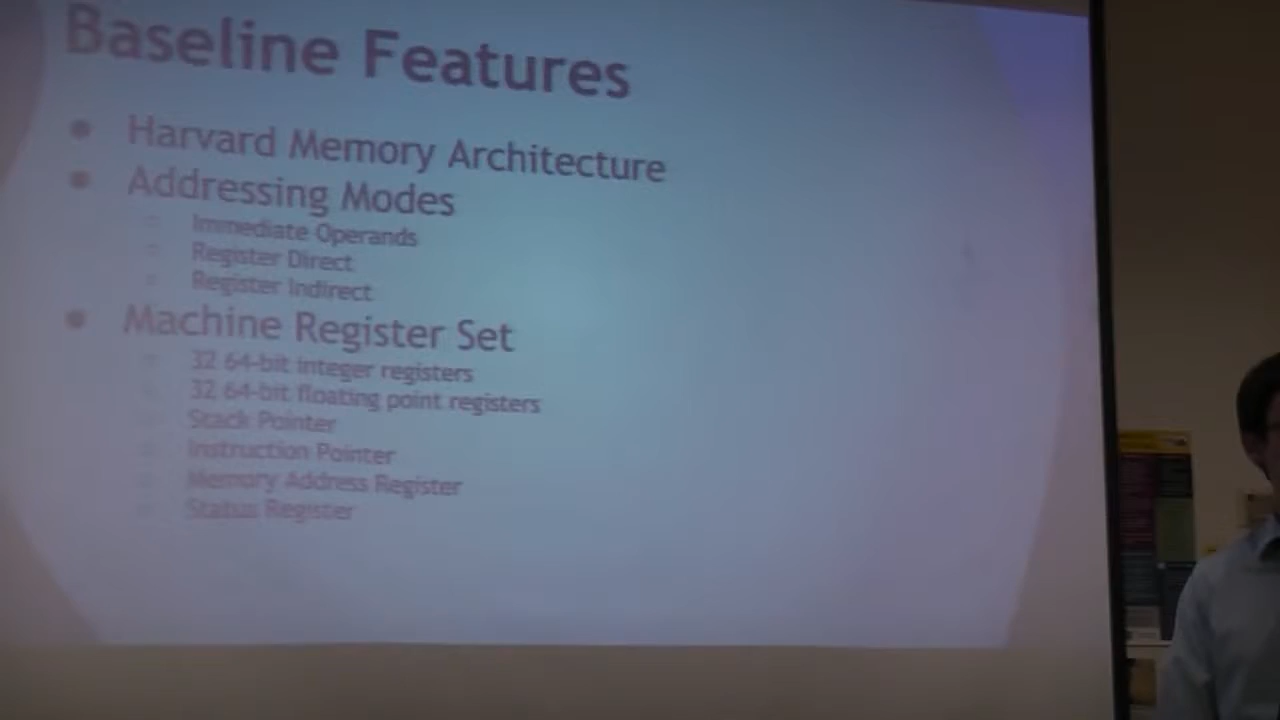 Baseline Features
Harvard Memory Architecture
Addressing Modes
Immediate Operands
Register Direct
Register Indirect
Machine Register Set
32 64-bit integer registers
32 64-bit floating point registers
Stack Pointer
Instruction Pointer
Memory Address Register
Status Register